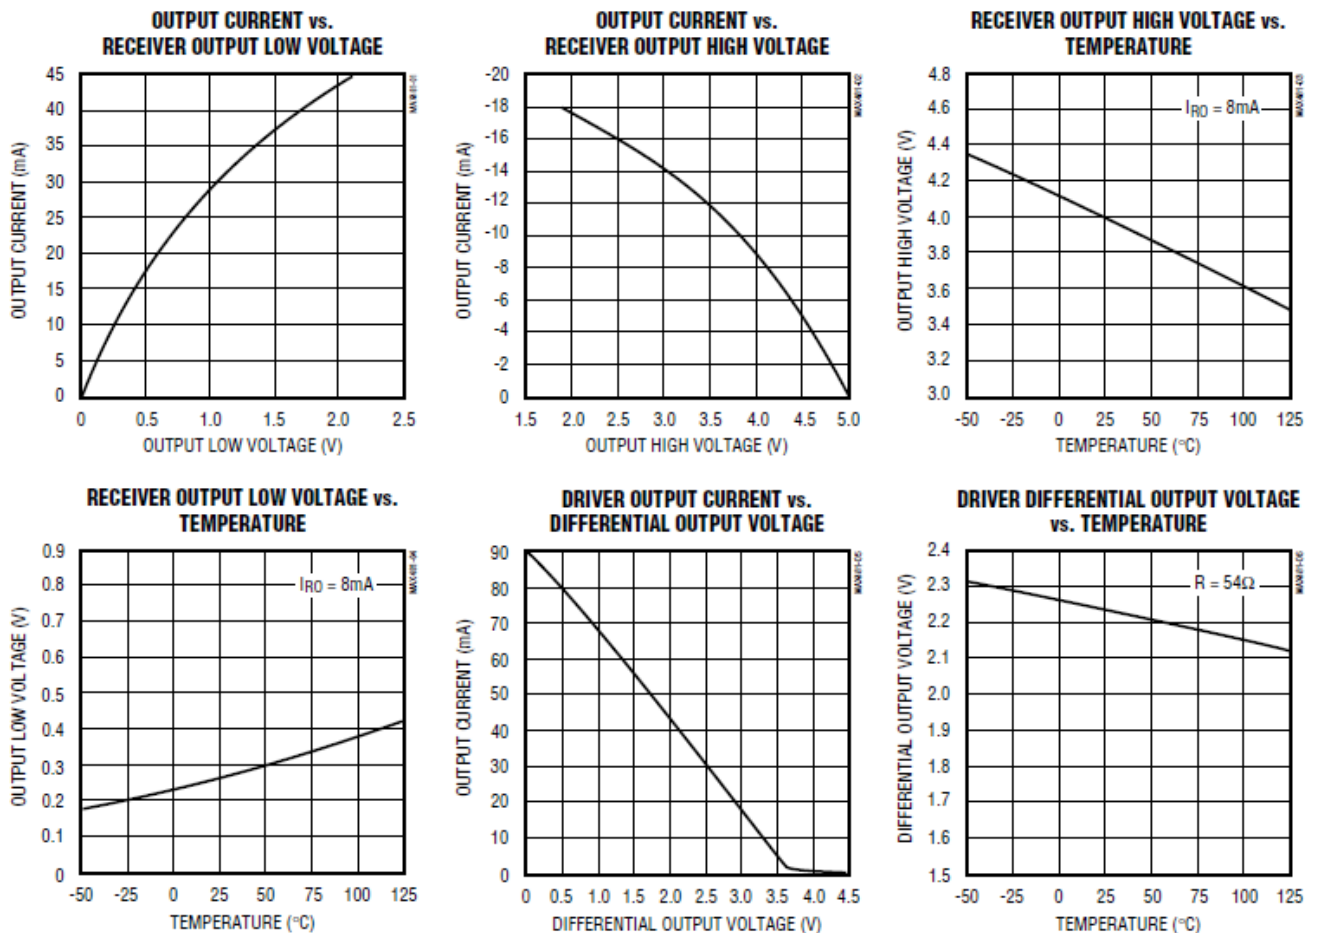 OUTPUT CURRENT vs.
RECEIVER OUTPUT LOW VOLTAGE
45
40
35
30
25
20
15
10
5
0
OUTPUT CURRENT (mA)
0 0.5 1.0 1.5 2.0 2.5
OUTPUT LOW VOLTAGE (V)
OUTPUT CURRENT vs.
RECEIVER OUTPUT HIGH VOLTAGE
-20
-18
-16
-14
-12
-10
-8
-6
-4
-2
0
OUTPUT CURRENT (mA)
1.5 2.0 2.5 3.0 3.5 4.0 4.5 5.0
OUTPUT HIGH VOLTAGE (V)
RECEIVER OUTPUT HIGH VOLTAGE vs.
TEMPERATURE
4.8
4.6
4.4
4.2
4.0
3.8
3.6
3.4
3.2
3.0
OUTPUT HIGH VOLTAGE (V)
IRO = 8mA
-50 -25 0 25 50 75 100 125
TEMPERATURE (°C)
RECEIVER OUTPUT LOW VOLTAGE vs.
TEMPERATURE
0.9
0.8
0.7
0.6
0.5
0.4
0.3
0.2
0.1
0
OUTPUT LOW VOLTAGE (V)
IRO = 8mA
-50 -25 0 25 50 75 100 125
TEMPERATURE (°C)
DRIVER OUTPUT CURRENT vs.
DIFFERENTIAL OUTPUT VOLTAGE
90
80
70
60
50
40
30
20
10
0
OUTPUT CURRENT (mA)
0 0.5 1.0 1.5 2.0 2.5 3.0 3.5 4.0 4.5
DIFFERENTIAL OUTPUT VOLTAGE (V)
DRIVER DIFFERENTIAL OUTPUT VOLTAGE
vs. TEMPERATURE
2.4
2.3
2.2
2.1
2.0
1.9
1.8
1.7
1.6
1.5
DIFFERENTIAL OUTPUT VOLTAGE (V)
R = 54Ω
-50 -25 0 25 50 75 100 125
TEMPERATURE (°C)